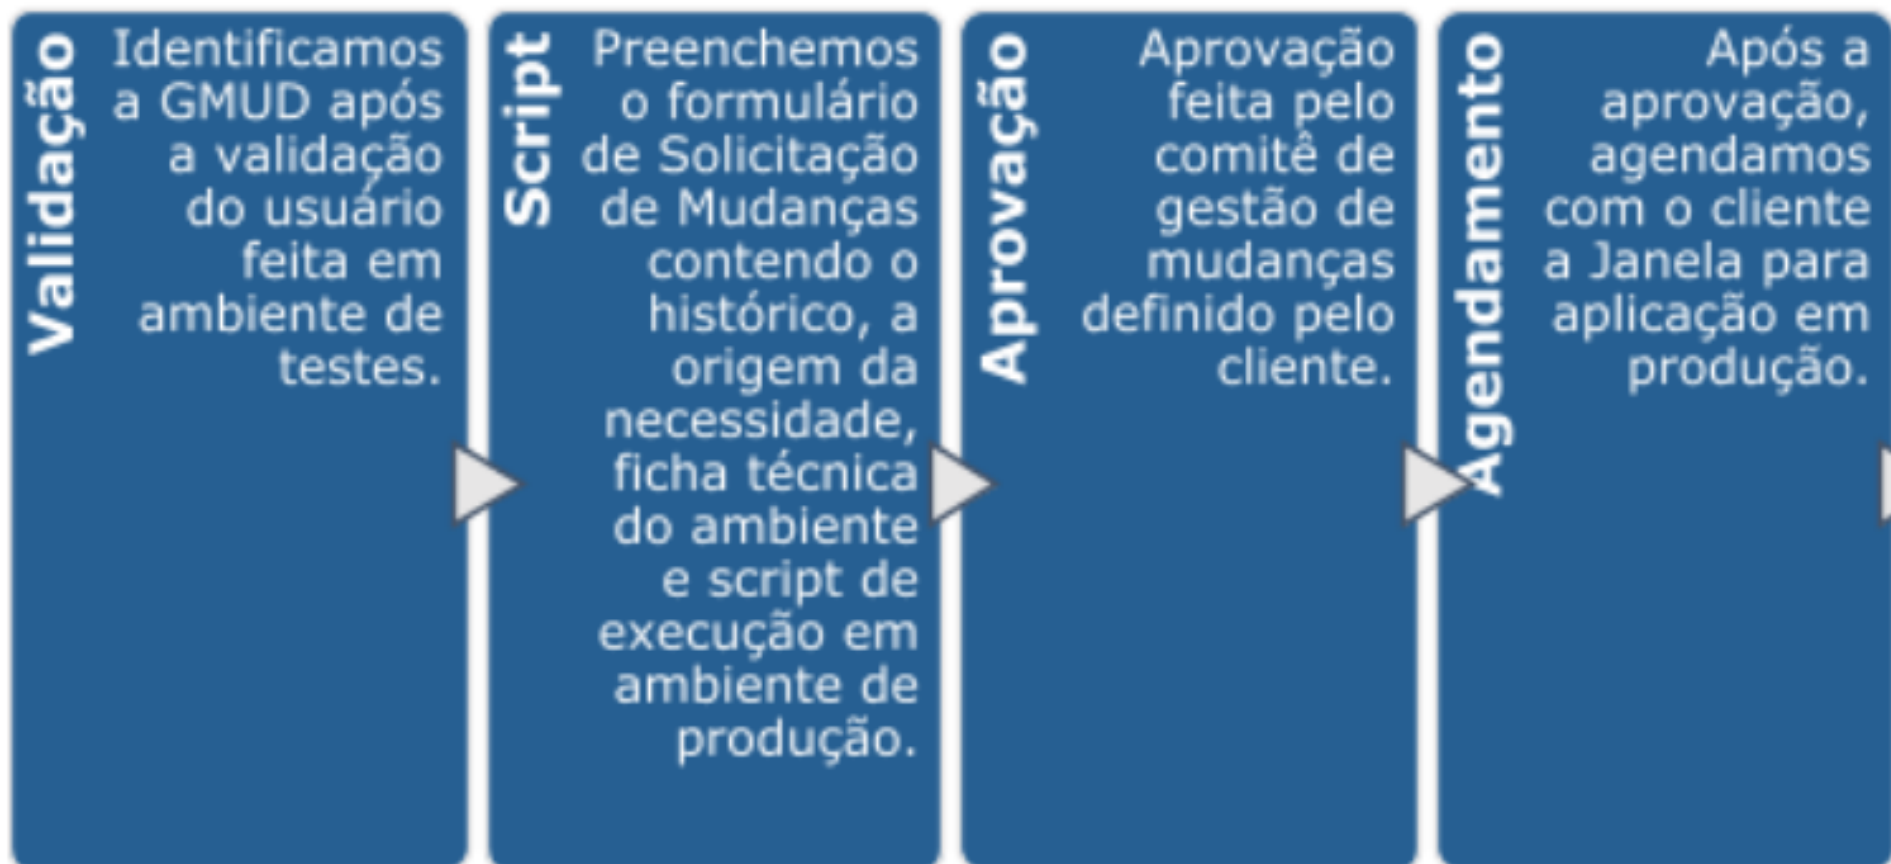 Validação
Identificamos
a GMUD após
a validação
do usuário
feita em
ambiente de
testes.
Script
Preenchemos
o formulário
de Solicitação
de Mudanças
contendo o
histórico, a
origem da
necessidade,
ficha técnica
do ambiente
e script de
execução em
ambiente de
produção.
Aprovação
Aprovação
feita pelo
comitê de
gestão de
mudanças
definido pelo
cliente.
Agendamento
Após a
aprovação,
agendamos
com o cliente
a Janela para
aplicação em
produção.